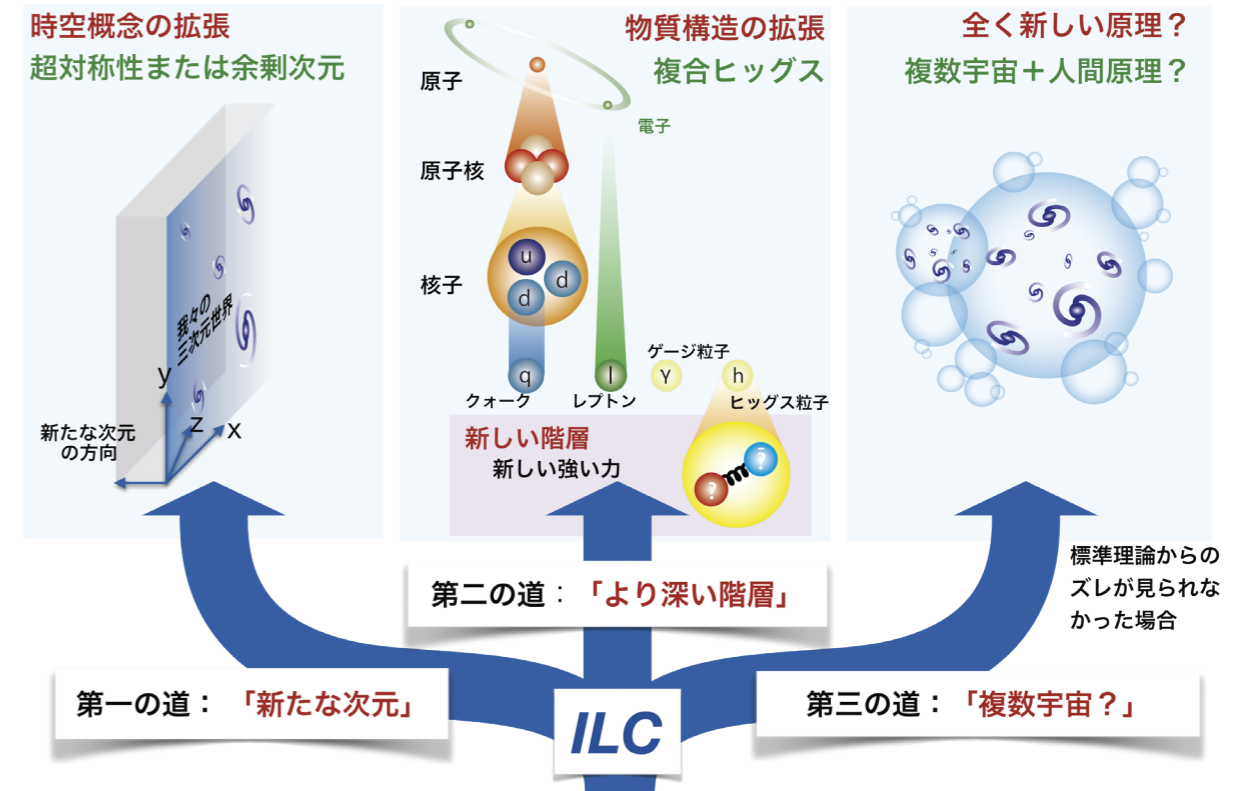 時空概念の拡張
超対称性または余剰次元
我々の
三次元世界
y
z
x
新たな次元
の方向
物質構造の拡張
複合ヒッグス
原子
電子
原子核
核子
u
d
d
q
l
γ
h
ゲージ粒子
クォーク
レプトン
ヒッグス粒子
新しい階層
新しい強い力
?
?̄
全く新しい原理？
複数宇宙＋人間原理？
標準理論からの
ズレが見られな
かった場合
第二の道：「より深い階層」
第一の道：「新たな次元」
第三の道：「複数宇宙？」
ILC